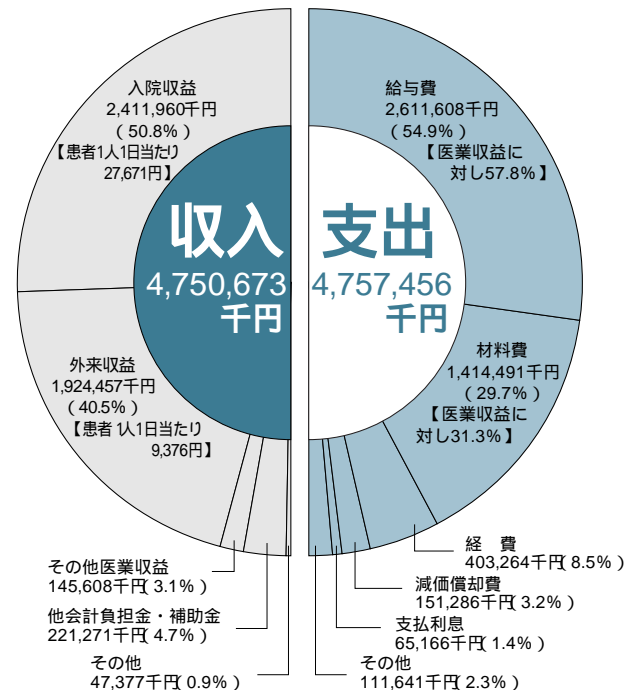 入院収益
2,411,960千円
（50.8%）
【患者1人1日当たり
27,671円】
収入
4,750,673
千円
外来収益
1,924,457千円
（40.5%）
【患者1人1日当たり
9,376円】
その他医業収益
145,608千円（3.1%）
他会計負担金・補助金
221,271千円（4.7%）
その他
47,377千円（0.9%）
給与費
2,611,608千円
（54.9%）
【医業収益に
対し57.8%】
支出
4,757,456
千円
材料費
1,414,491千円
（29.7%）
【医業収益に
対し31.3%】
経　費
403,264千円（8.5%）
減価償却費
151,286千円（3.2%）
支払利息
65,166千円（1.4%）
その他
111,641千円（2.3%）